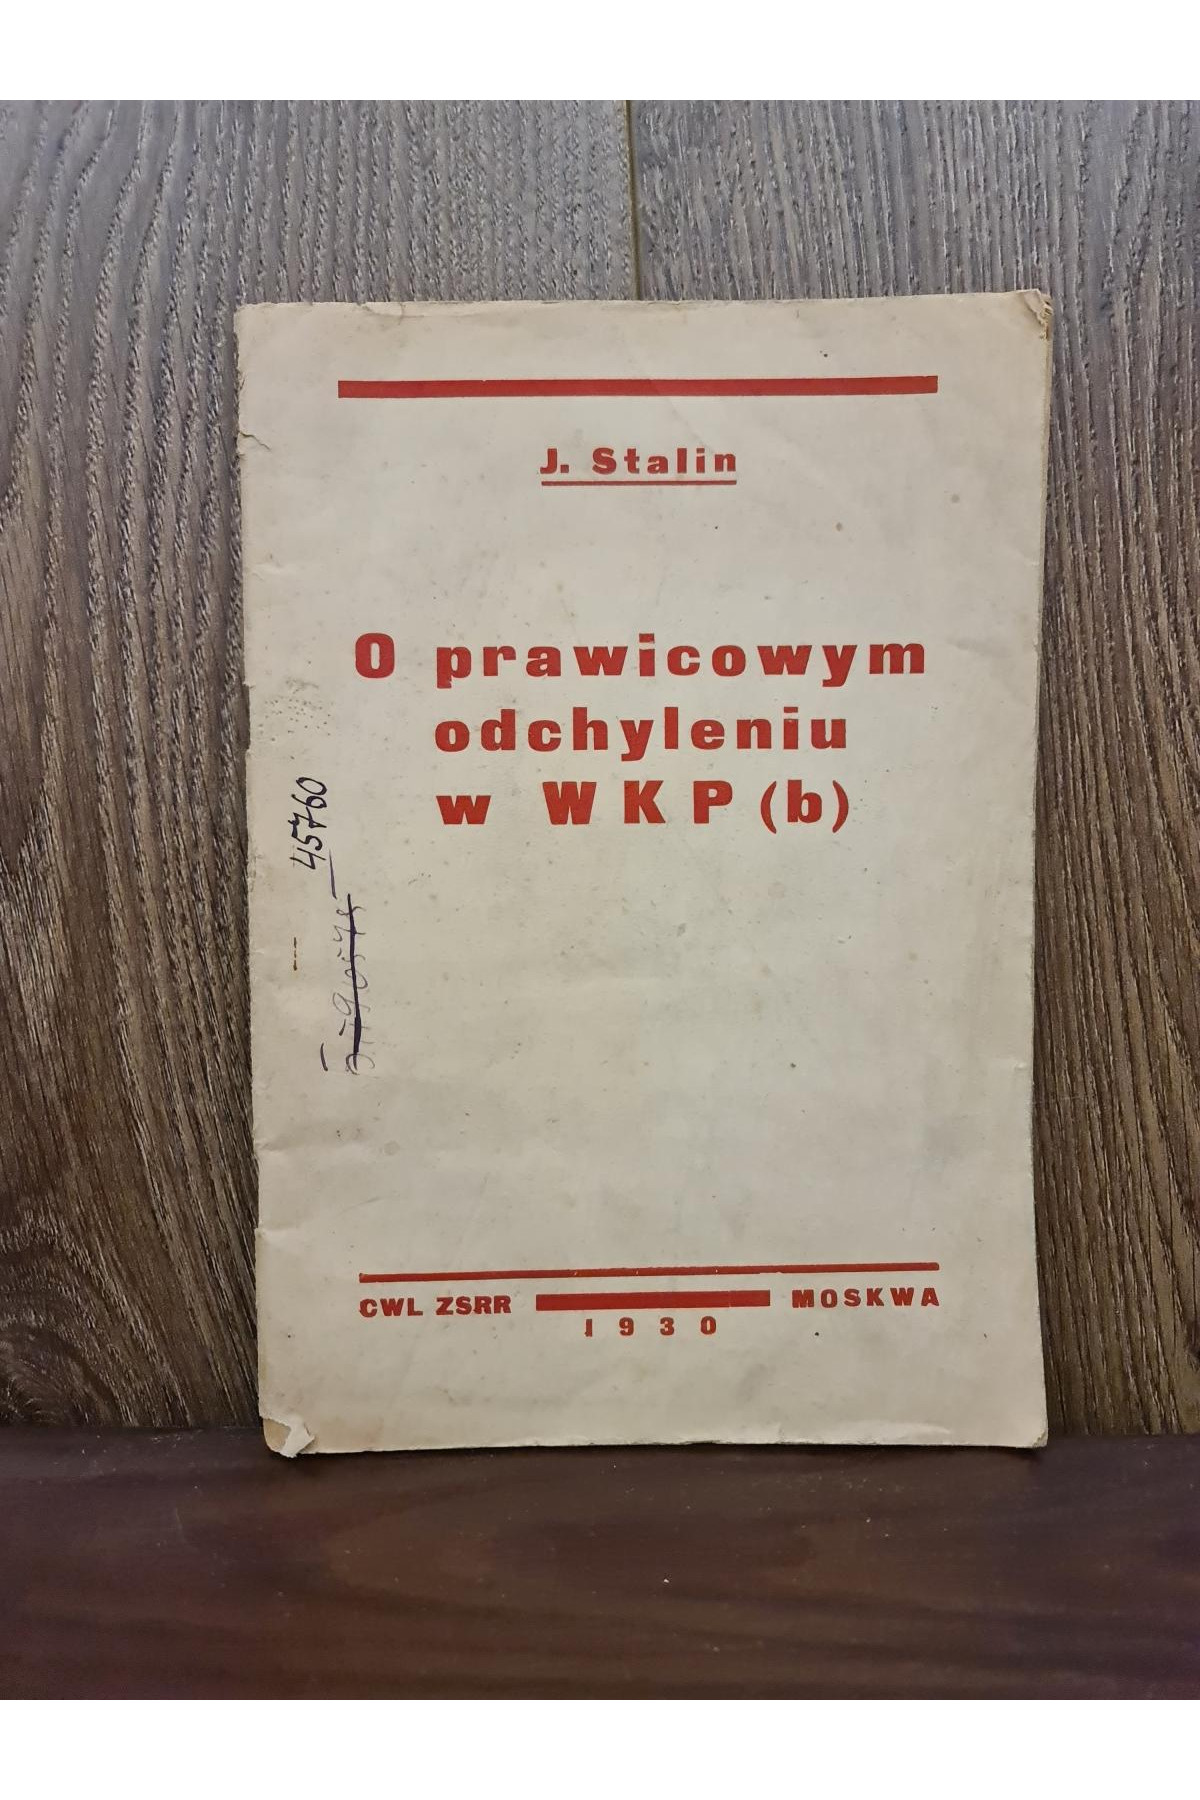 J. Stalin
O prawicowym
odchyleniu
w WKP (b)
45760
CWL ZSRR MOSKWA
1930